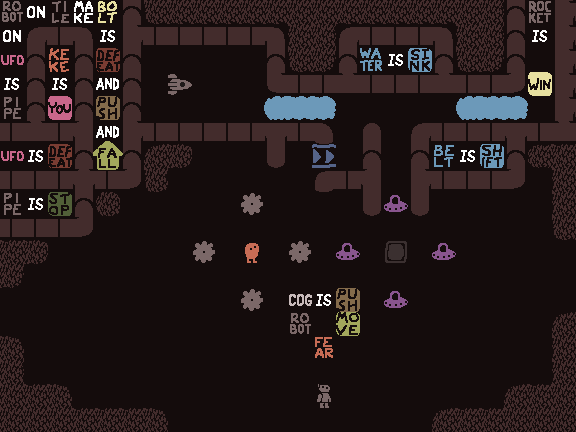 ROBOT ON TILE MAKE BOLT ROCKET
ON IS IS
UFO KEKE DEFEAT WATER IS SINK
IS IS AND WIN
PIPE YOU PUSH
AND
UFO IS DEFEAT FALL BELT IS SHIFT
PIPE IS STOP
COG IS PUSH
ROBOT MOVE
FEAR